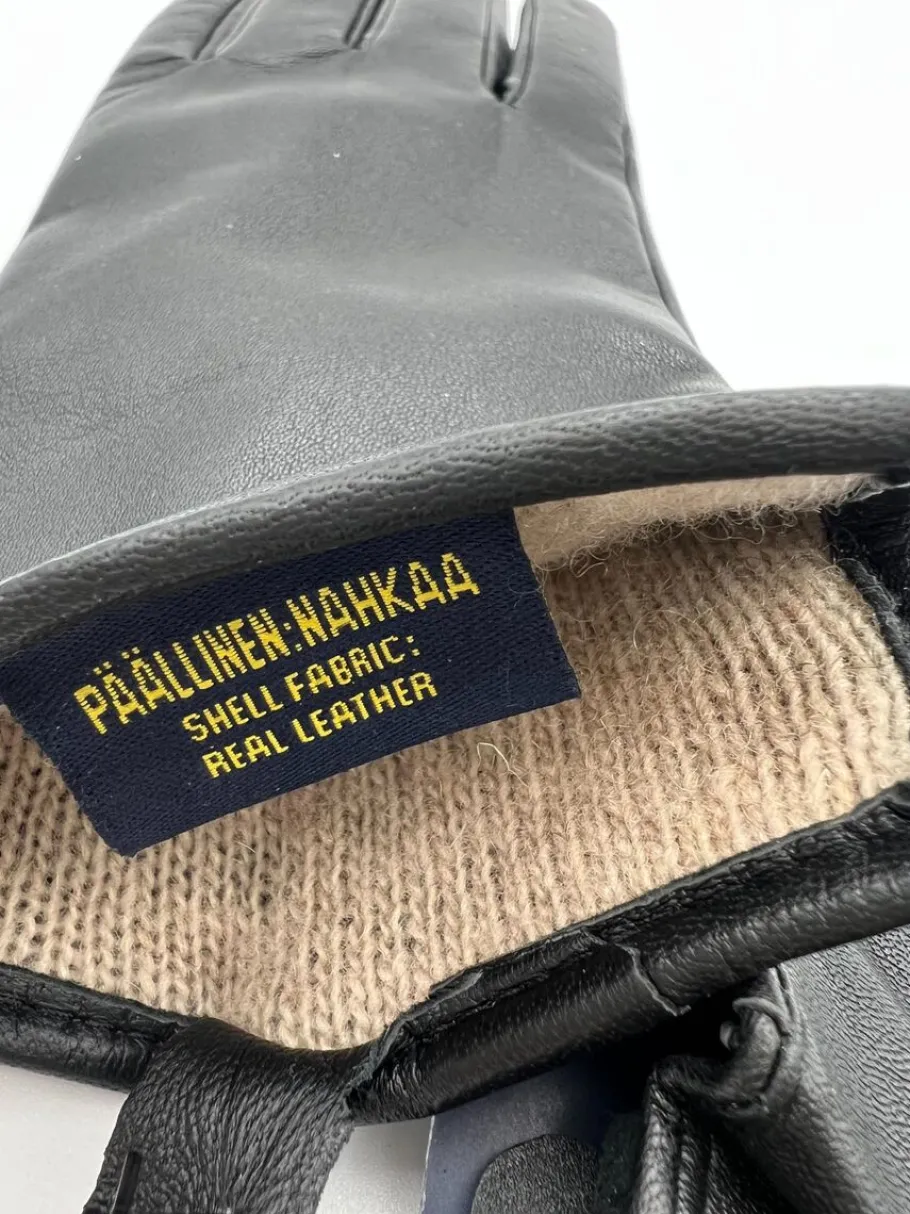 PÄÄLLINEN:NAHKAA
SHELL FABRIC:
REAL LEATHER